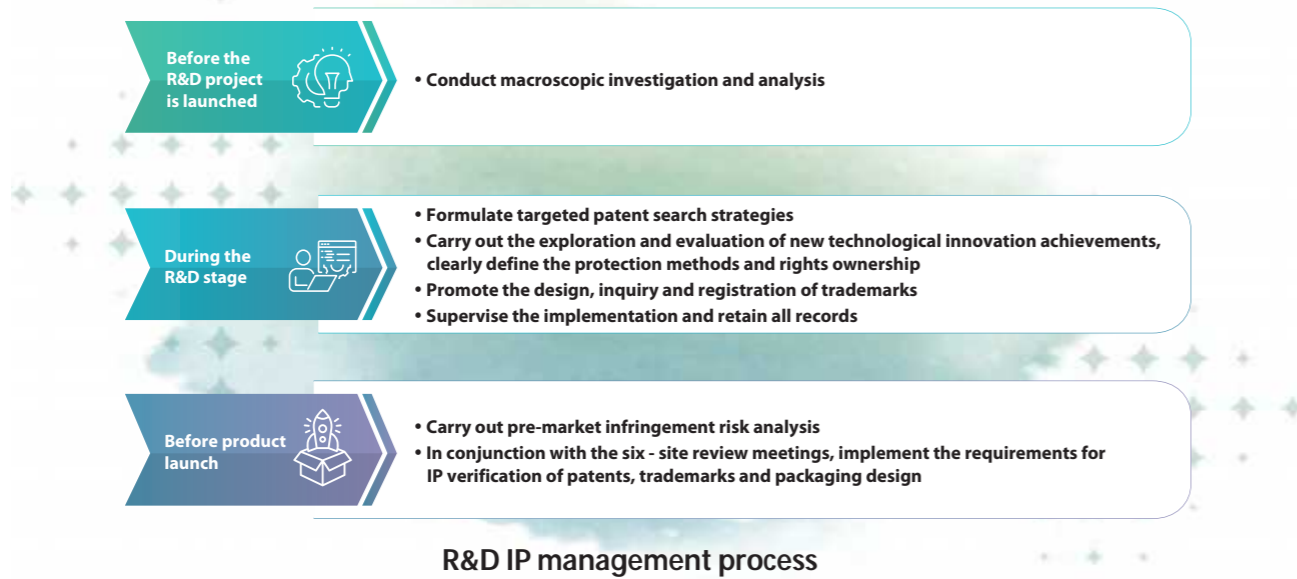 Before the
R&D project
is launched
• Conduct macroscopic investigation and analysis
During the
R&D stage
• Formulate targeted patent search strategies
• Carry out the exploration and evaluation of new technological innovation achievements,
clearly define the protection methods and rights ownership
• Promote the design, inquiry and registration of trademarks
• Supervise the implementation and retain all records
Before product
launch
• Carry out pre-market infringement risk analysis
• In conjunction with the six - site review meetings, implement the requirements for
IP verification of patents, trademarks and packaging design
R&D IP management process